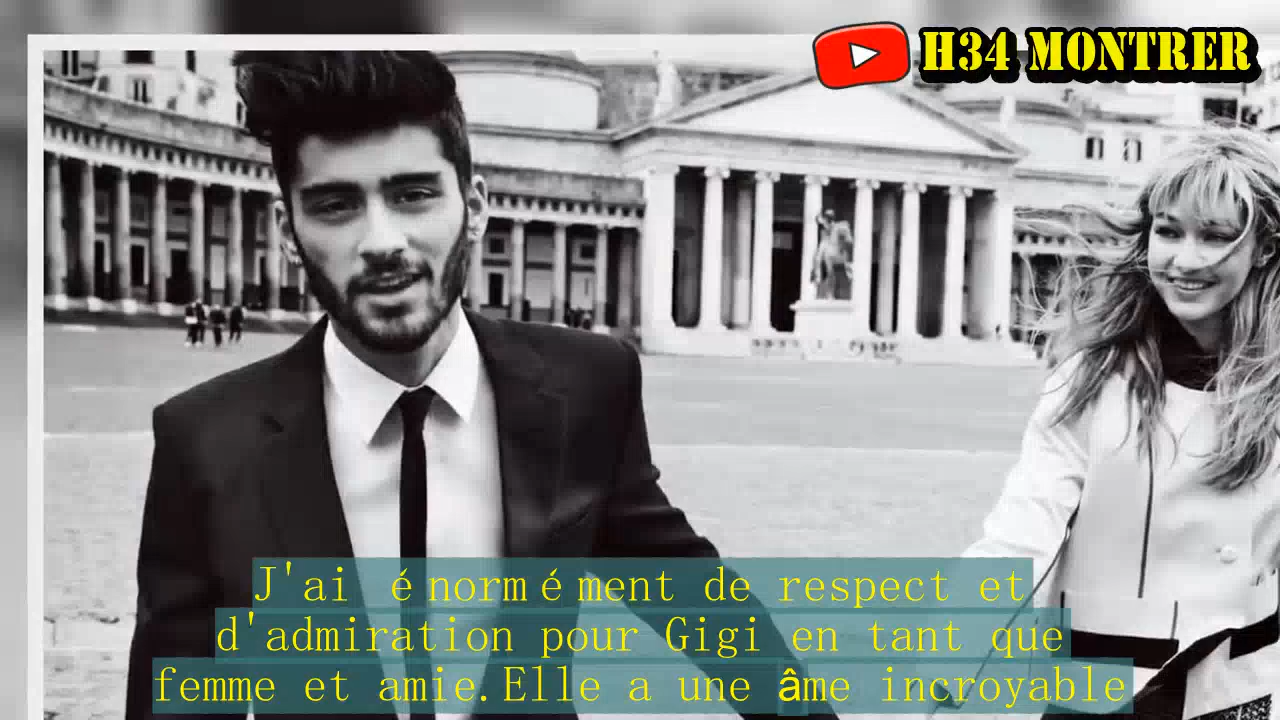 H34 MONTRER
J'ai énormément de respect et
d'admiration pour Gigi en tant que
femme et amie.Elle a une âme incroyable